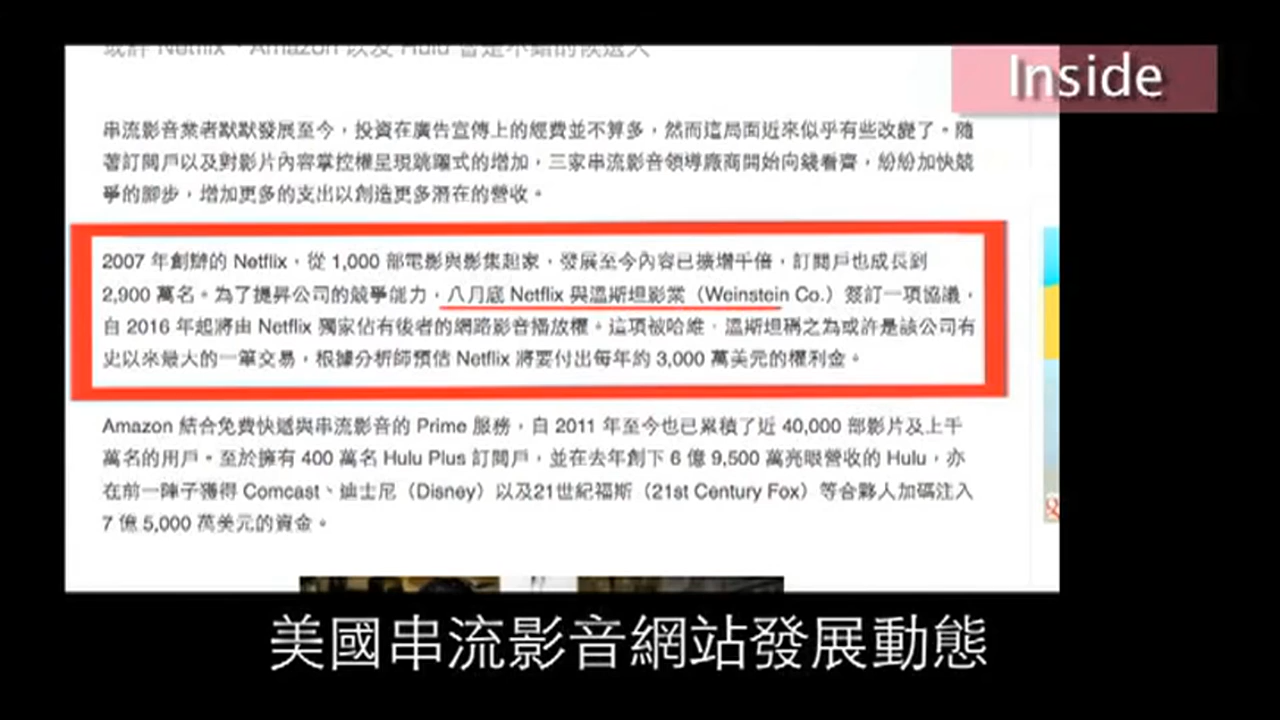 或許 Netflix、Amazon 以及 Hulu 會是不錯的候選人
Inside
串流影音業者默默發展至今，投資在廣告宣傳上的經費並不算多，然而這局面近來似乎有些改變了。隨
著訂閱戶以及對影片內容掌控權呈現跳躍式的增加，三家串流影音領導廠商開始向錢看齊，紛紛加快競
爭的腳步，增加更多的支出以創造更多潛在的營收。
2007 年創辦的 Netflix，從 1,000 部電影與影集起家，發展至今內容已擴增千倍，訂閱戶也成長到
2,900 萬名。為了提昇公司的競爭能力，八月底 Netflix 與溫斯坦影業（Weinstein Co.）簽訂一項協議，
自 2016 年起將由 Netflix 獨家佔有後者的網路影音播放權。這項被哈維．溫斯坦稱之為或許是該公司有
史以來最大的一筆交易，根據分析師預估 Netflix 將要付出每年約 3,000 萬美元的權利金。
Amazon 結合免費快遞與串流影音的 Prime 服務，自 2011 年至今也已累積了近 40,000 部影片及上千
萬名的用戶。至於擁有 400 萬名 Hulu Plus 訂閱戶，並在去年創下 6 億 9,500 萬亮眼營收的 Hulu，亦
在前一陣子獲得 Comcast、迪士尼（Disney）以及21世紀福斯（21st Century Fox）等合夥人加碼注入
7 億 5,000 萬美元的資金。
美國串流影音網站發展動態